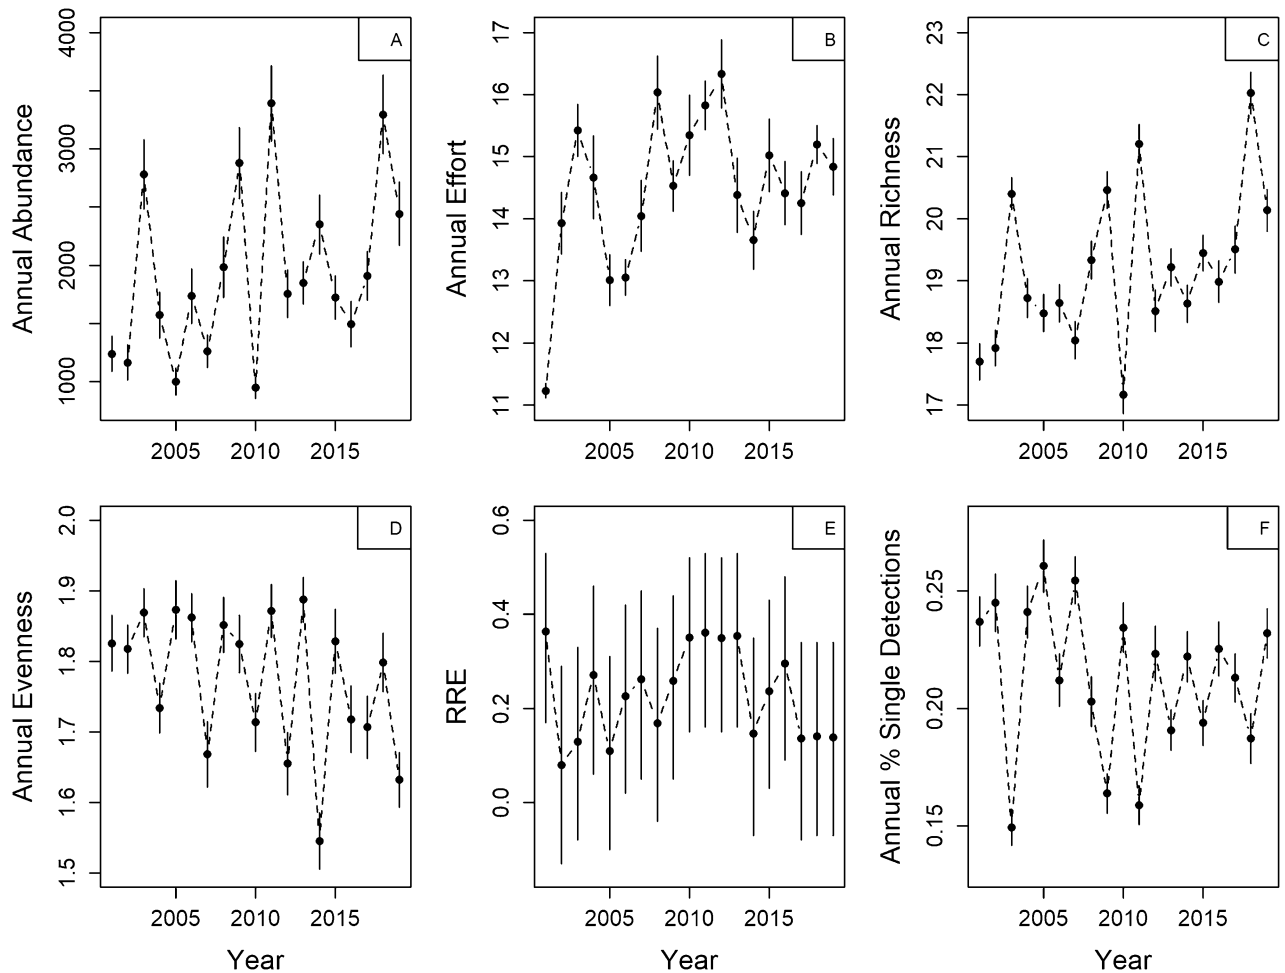 A
Annual Abundance
4000
3000
2000
1000
2005 2010 2015
B
Annual Effort
17
16
15
14
13
12
11
2005 2010 2015
C
Annual Richness
23
22
21
20
19
18
17
2005 2010 2015
D
Annual Evenness
2.0
1.9
1.8
1.7
1.6
1.5
2005 2010 2015
Year
E
RRE
0.6
0.4
0.2
0.0
2005 2010 2015
Year
F
Annual % Single Detections
0.25
0.20
0.15
2005 2010 2015
Year